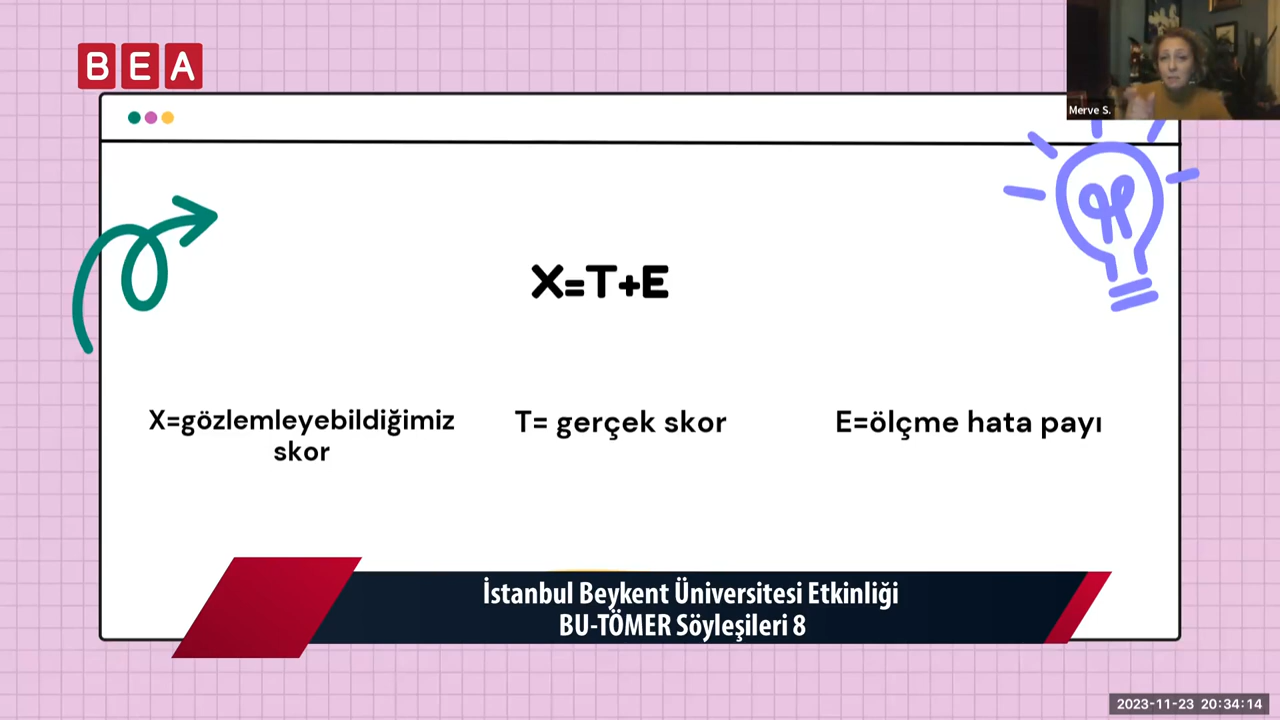 BEA
Merve S.
X=T+E
X=gözlemleyebildiğimiz
skor
T= gerçek skor
E=ölçme hata payı
İstanbul Beykent Üniversitesi Etkinliği
BU-TÖMER Söyleşileri 8
2023-11-23 20:34:14